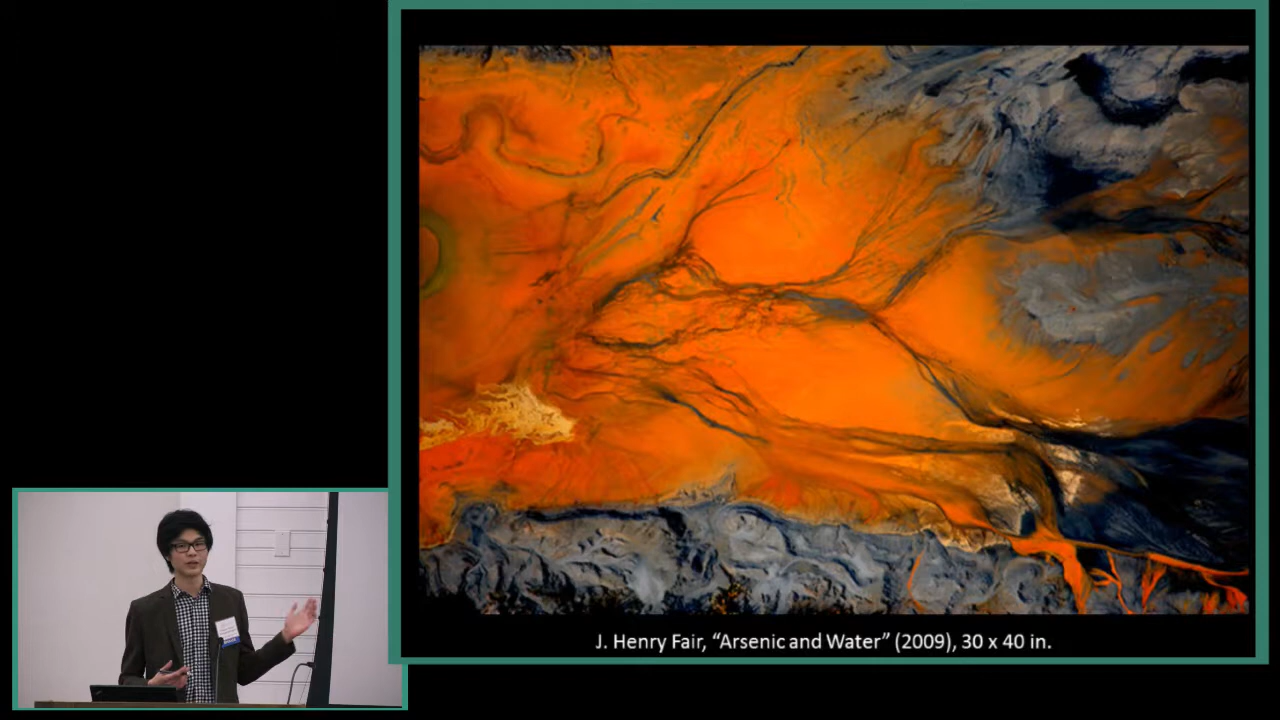 J. Henry Fair, “Arsenic and Water” (2009), 30 x 40 in.